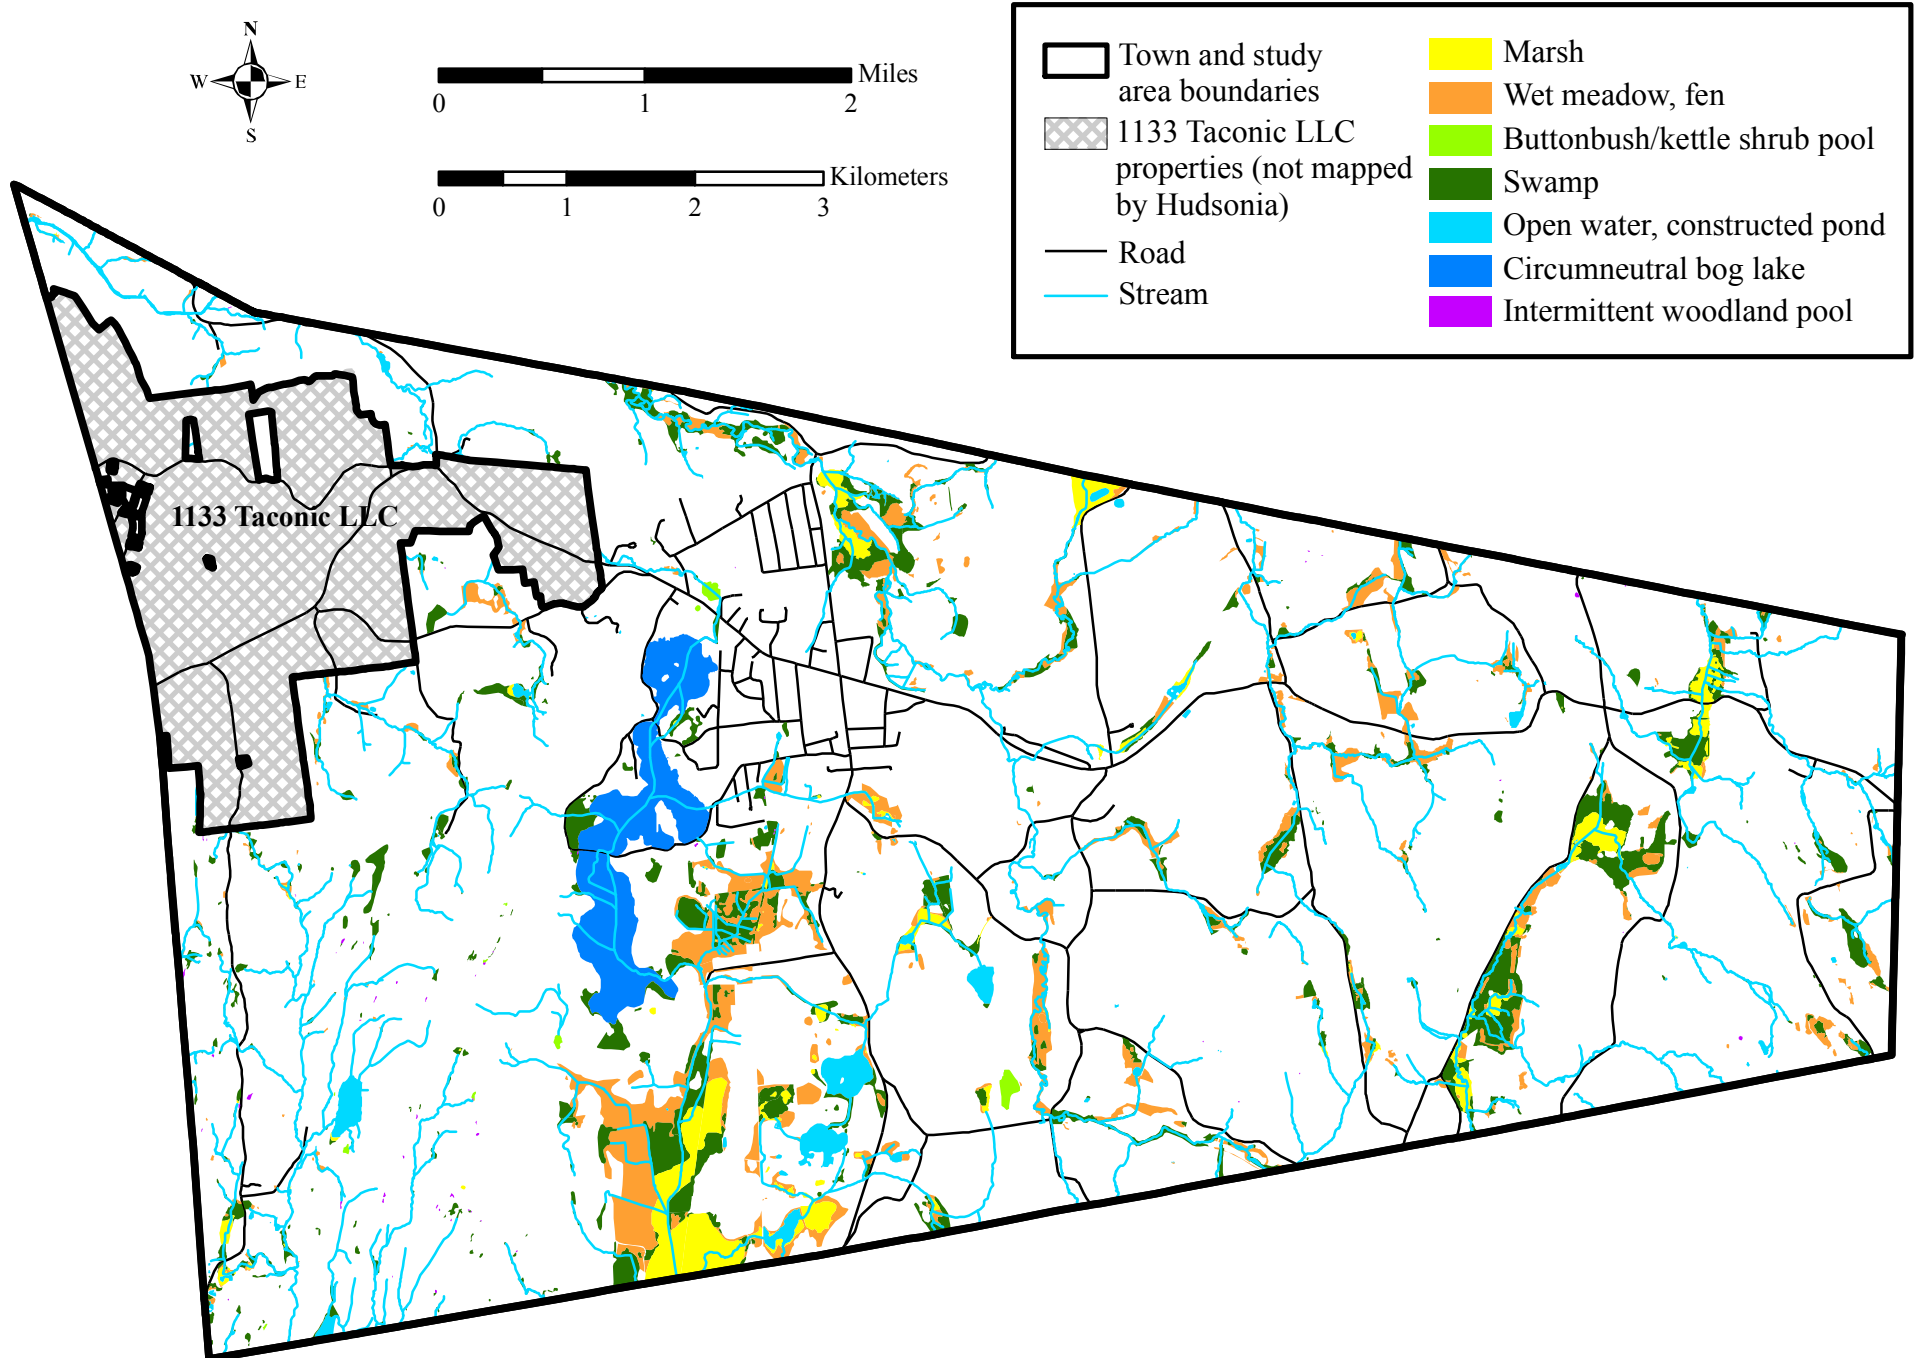 N
W E
S
Miles
0 1 2
Kilometers
0 1 2 3
Town and study
area boundaries
1133 Taconic LLC
properties (not mapped
by Hudsonia)
Road
Stream
Marsh
Wet meadow, fen
Buttonbush/kettle shrub pool
Swamp
Open water, constructed pond
Circumneutral bog lake
Intermittent woodland pool
1133 Taconic LLC